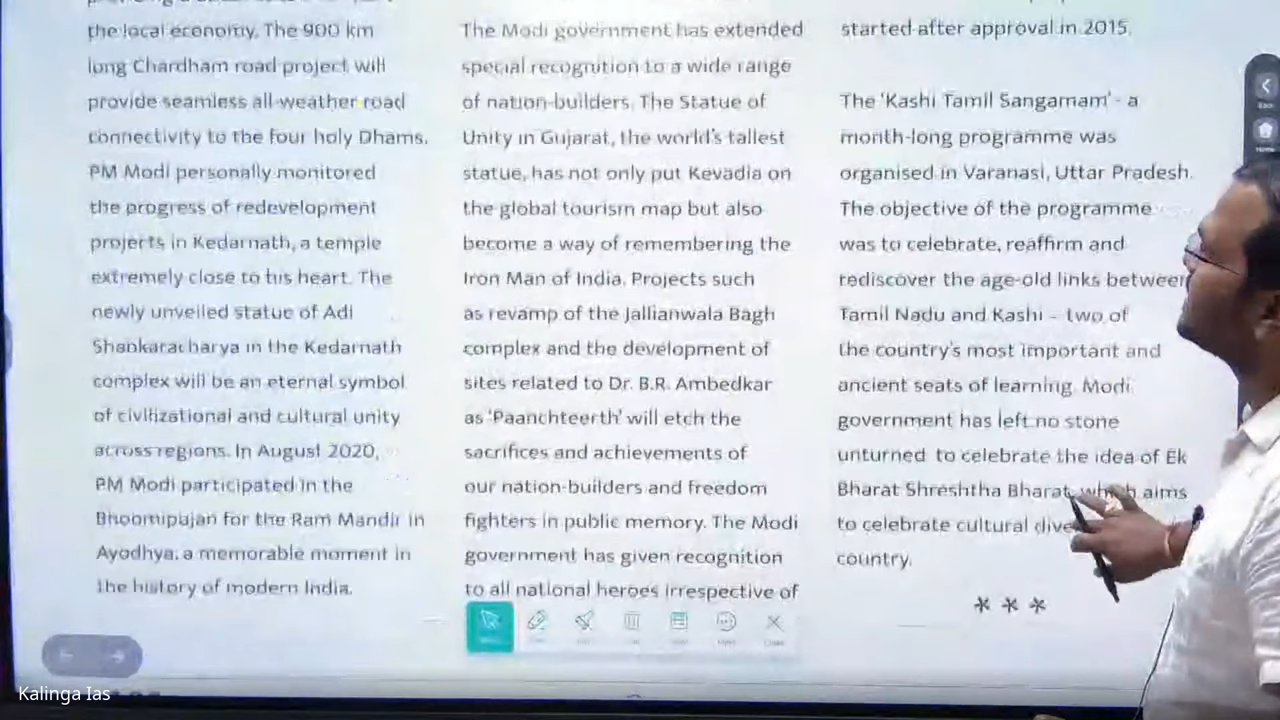 the local economy. The 900 km
long Chardham road project will
provide seamless all-weather road
connectivity to the four holy Dhams.
PM Modi personally monitored
the progress of redevelopment
projects in Kedarnath, a temple
extremely close to his heart. The
newly unveiled statue of Adi
Shankaracharya in the Kedarnath
complex will be an eternal symbol
of civilizational and cultural unity
across regions. In August 2020,
PM Modi participated in the
Bhoomipujan for the Ram Mandir in
Ayodhya, a memorable moment in
the history of modern India.
The Modi government has extended
special recognition to a wide range
of nation-builders. The Statue of
Unity in Gujarat, the world's tallest
statue, has not only put Kevadia on
the global tourism map but also
become a way of remembering the
Iron Man of India. Projects such
as revamp of the Jallianwala Bagh
complex and the development of
sites related to Dr. B.R. Ambedkar
as 'Paanchteerth' will etch the
sacrifices and achievements of
our nation-builders and freedom
fighters in public memory. The Modi
government has given recognition
to all national heroes irrespective of
started after approval in 2015.
The 'Kashi Tamil Sangamam' - a
month-long programme was
organised in Varanasi, Uttar Pradesh.
The objective of the programme
was to celebrate, reaffirm and
rediscover the age-old links between
Tamil Nadu and Kashi - two of
the country's most important and
ancient seats of learning. Modi
government has left no stone
unturned to celebrate the idea of Ek
Bharat Shreshtha Bharat, which aims
to celebrate cultural
country.
***
Back
Home
Kalinga Ias